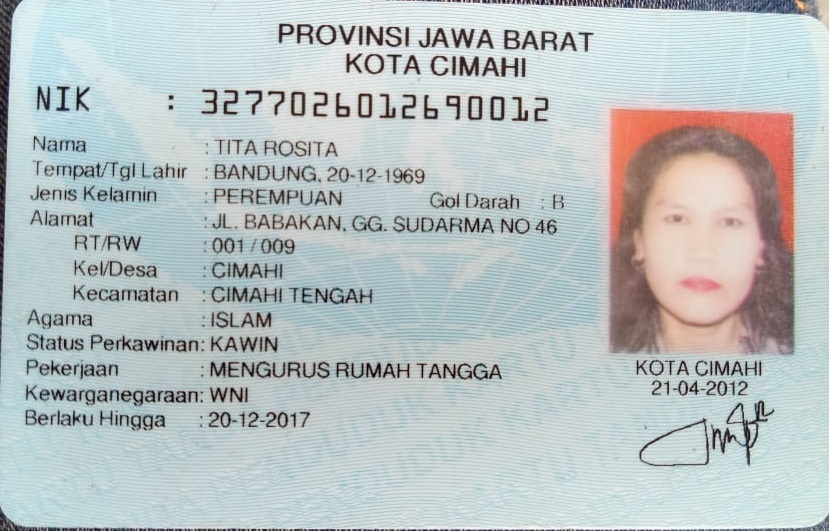 PROVINSI JAWA BARAT
KOTA CIMAHI
NIK : 3277026012690012
Nama : TITA ROSITA
Tempat/Tgl Lahir : BANDUNG, 20-12-1969
Jenis Kelamin : PEREMPUAN Gol Darah : B
Alamat : JL. BABAKAN, GG. SUDARMA NO 46
RT/RW : 001 / 009
Kel/Desa : CIMAHI
Kecamatan : CIMAHI TENGAH
Agama : ISLAM
Status Perkawinan: KAWIN
Pekerjaan : MENGURUS RUMAH TANGGA
Kewarganegaraan: WNI
Berlaku Hingga : 20-12-2017
KOTA CIMAHI
21-04-2012